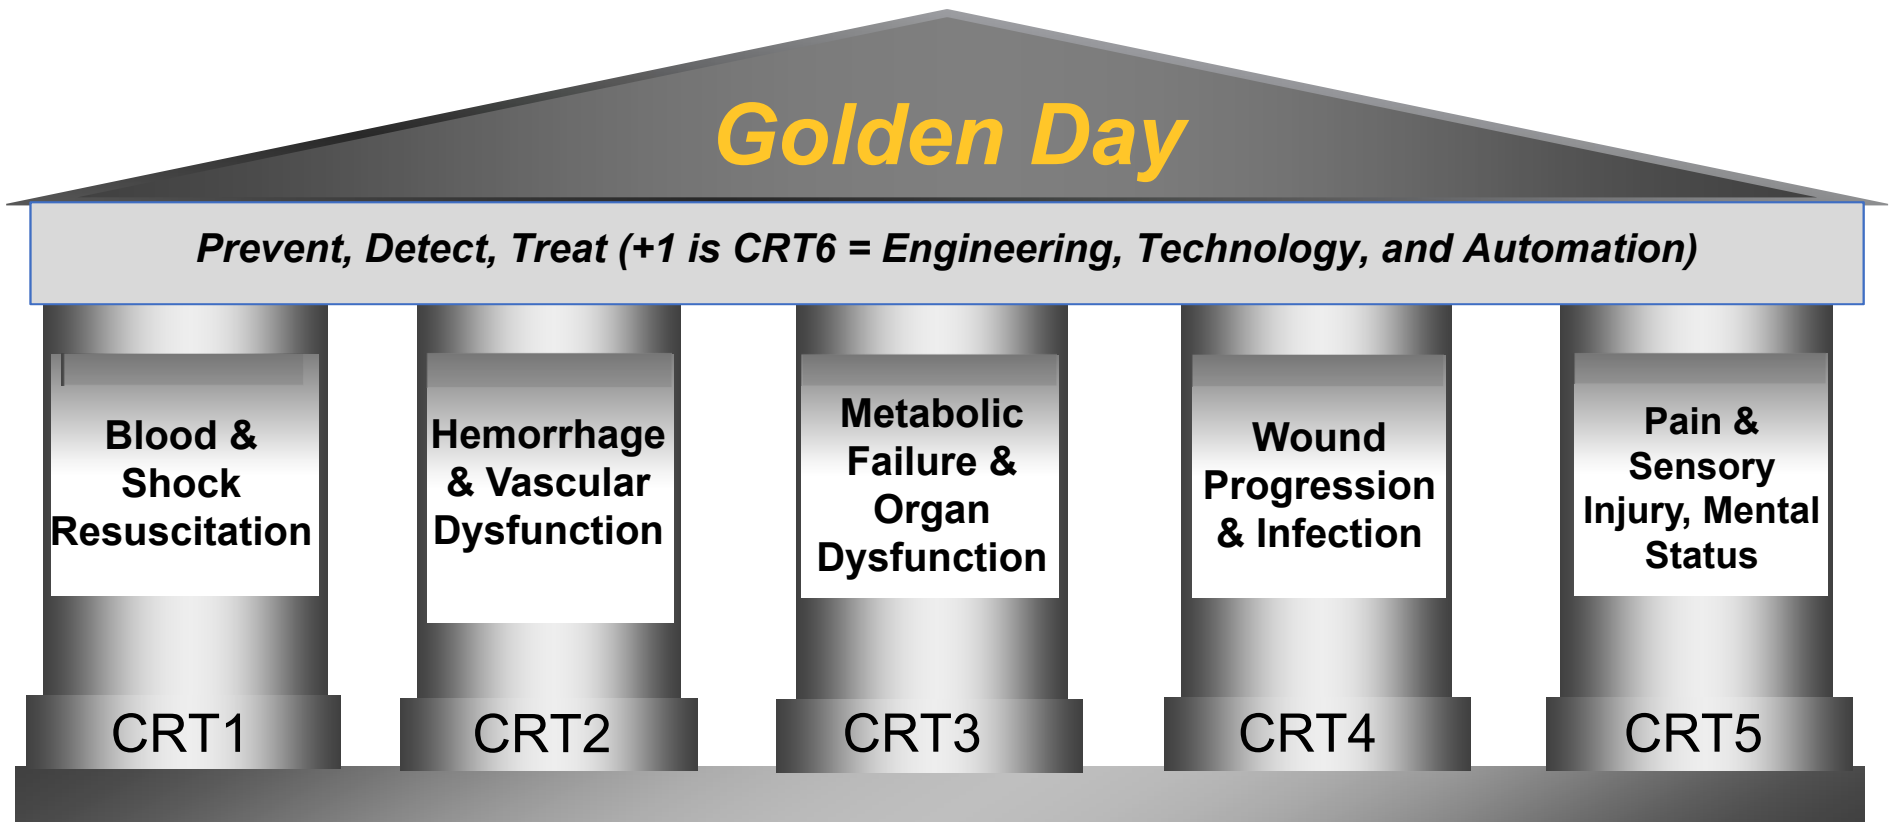 Golden Day
Prevent, Detect, Treat (+1 is CRT6 = Engineering, Technology, and Automation)
Blood &
Shock
Resuscitation
Hemorrhage
& Vascular
Dysfunction
Metabolic
Failure &
Organ
Dysfunction
Wound
Progression
& Infection
Pain &
Sensory
Injury, Mental
Status
CRT1
CRT2
CRT3
CRT4
CRT5